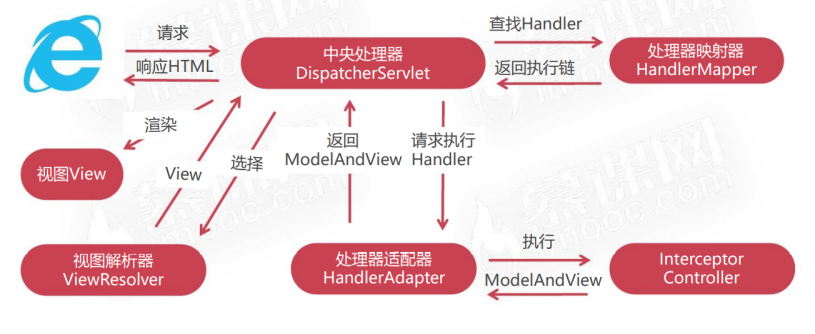 请求
响应HTML
中央处理器
DispatcherServlet
查找Handler
返回执行链
处理器映射器
HandlerMapper
渲染
视图View
View
选择
返回
ModelAndView
请求执行
Handler
视图解析器
ViewResolver
处理器适配器
HandlerAdapter
执行
ModelAndView
Interceptor
Controller
慕课网
imooc.com